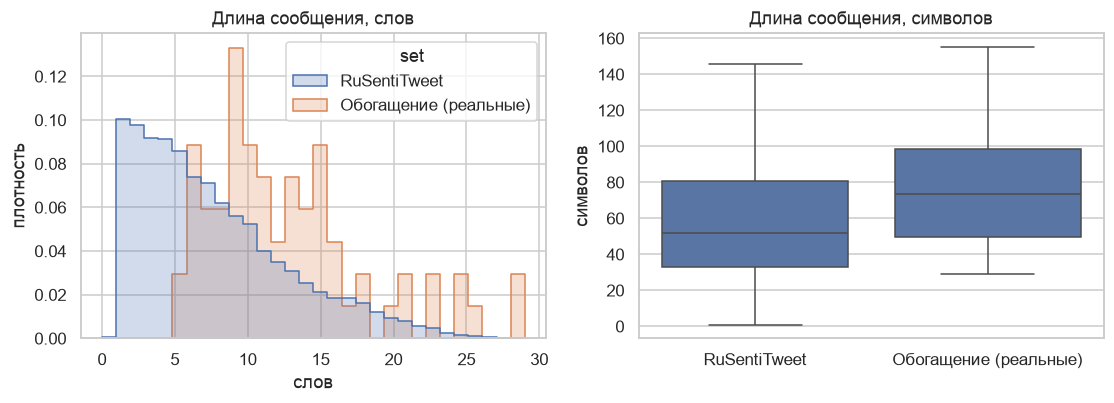 Длина сообщения, слов
плотность
0.12
0.10
0.08
0.06
0.04
0.02
0.00
set
RuSentiTweet
Обогащение (реальные)
0 5 10 15 20 25 30
слов
Длина сообщения, символов
символов
160
140
120
100
80
60
40
20
0
RuSentiTweet Обогащение (реальные)